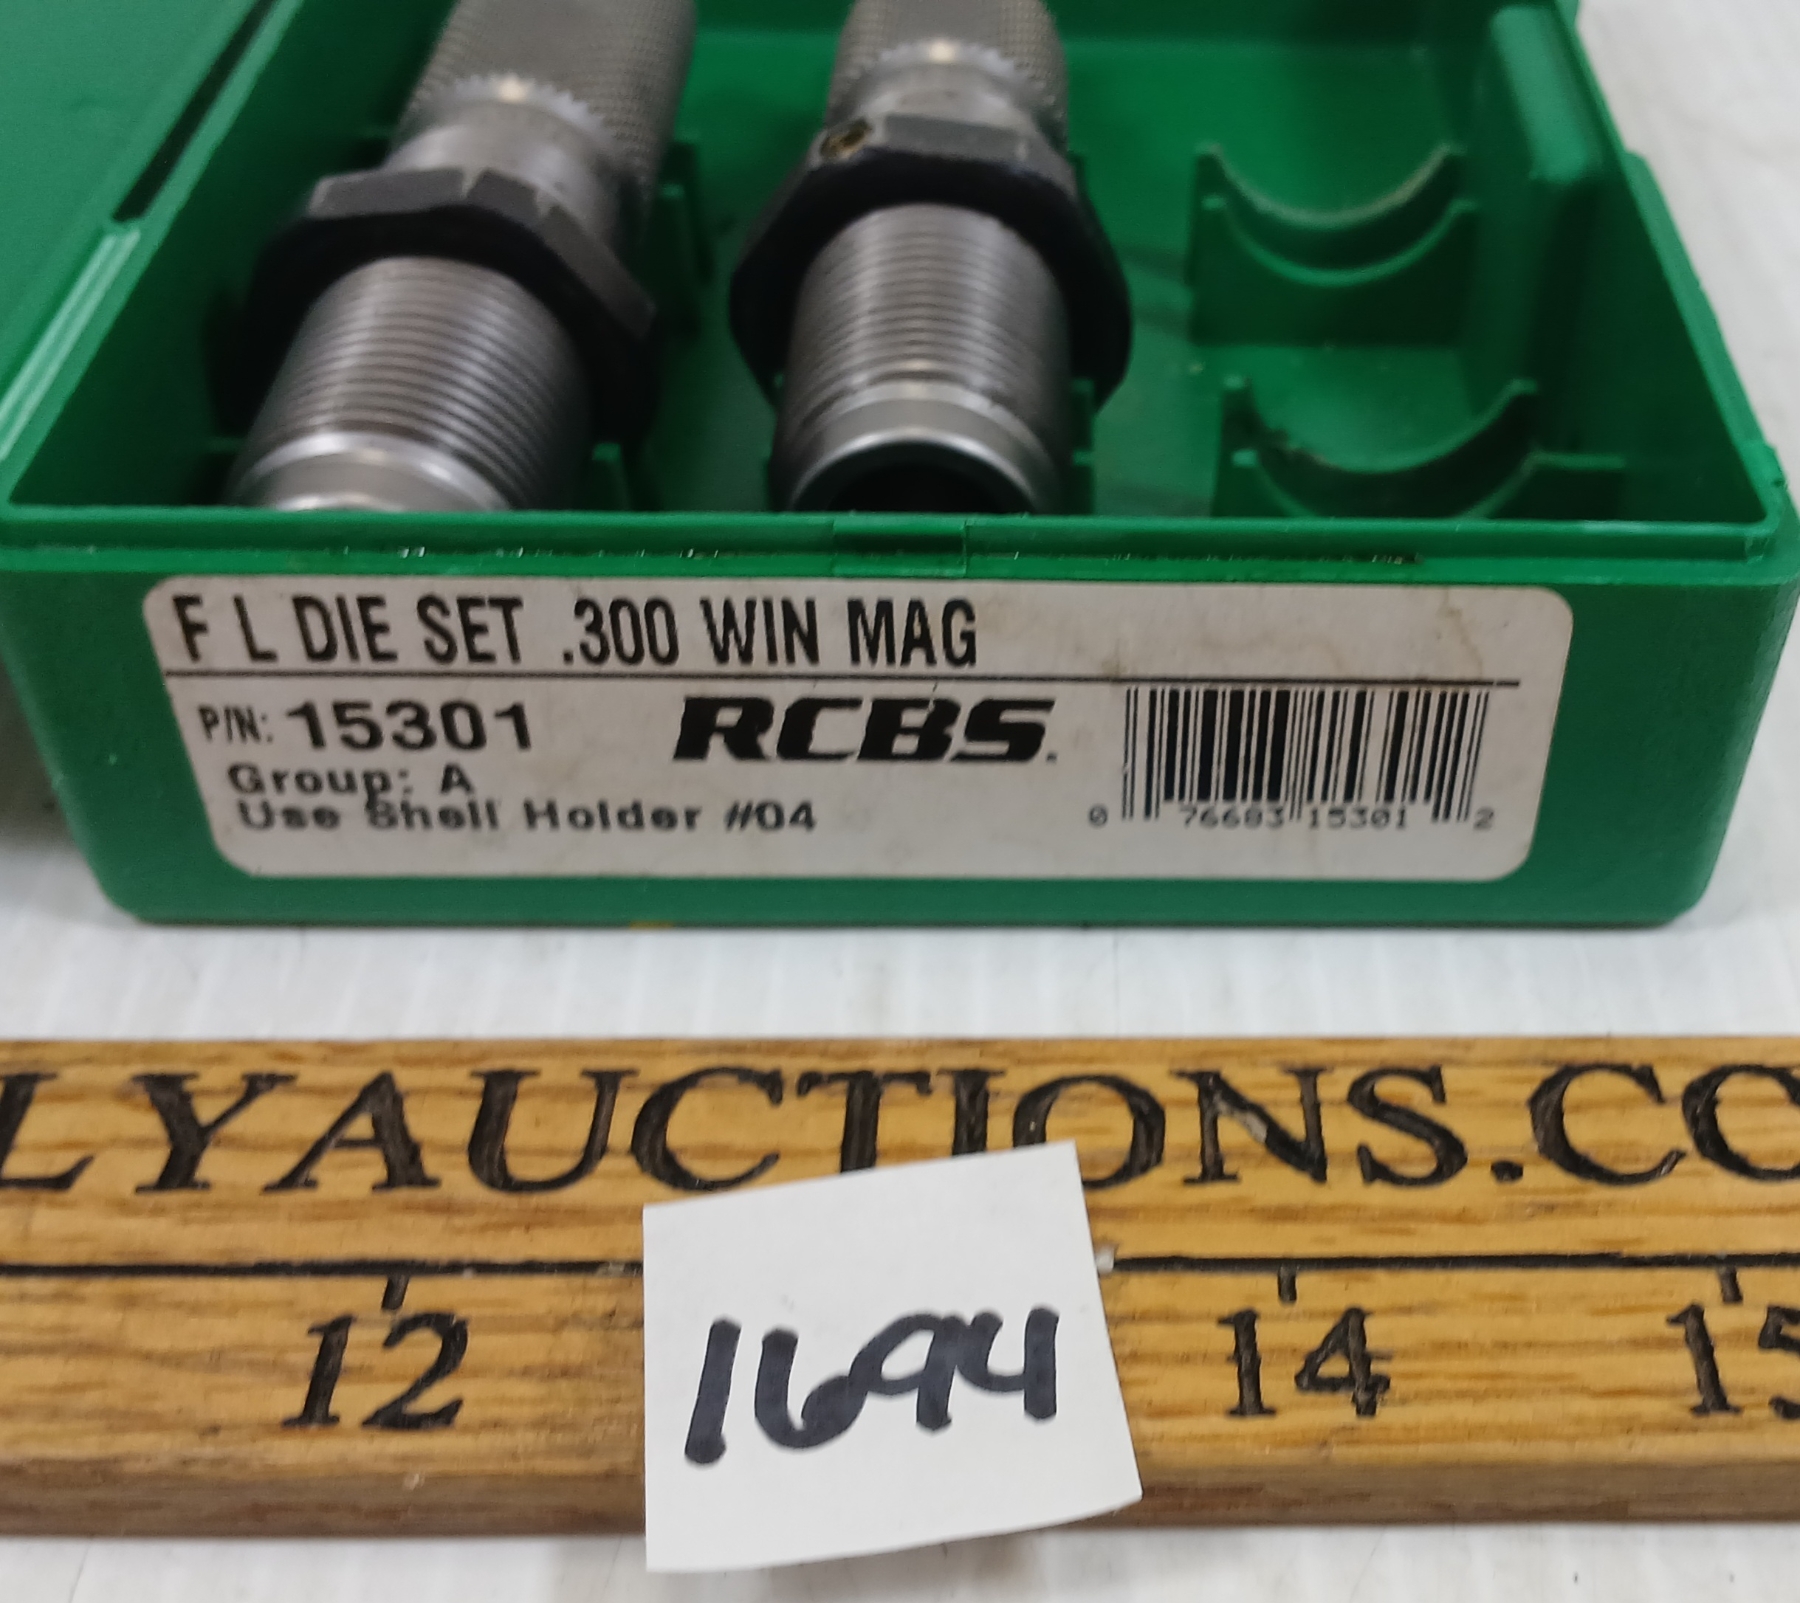 F L DIE SET .300 WIN MAG
P/N: 15301
RCBS.
Group: A
Use Shell Holder #04
0 76683 15301 2
LYAUCTIONS.CO
12 14 15
1694